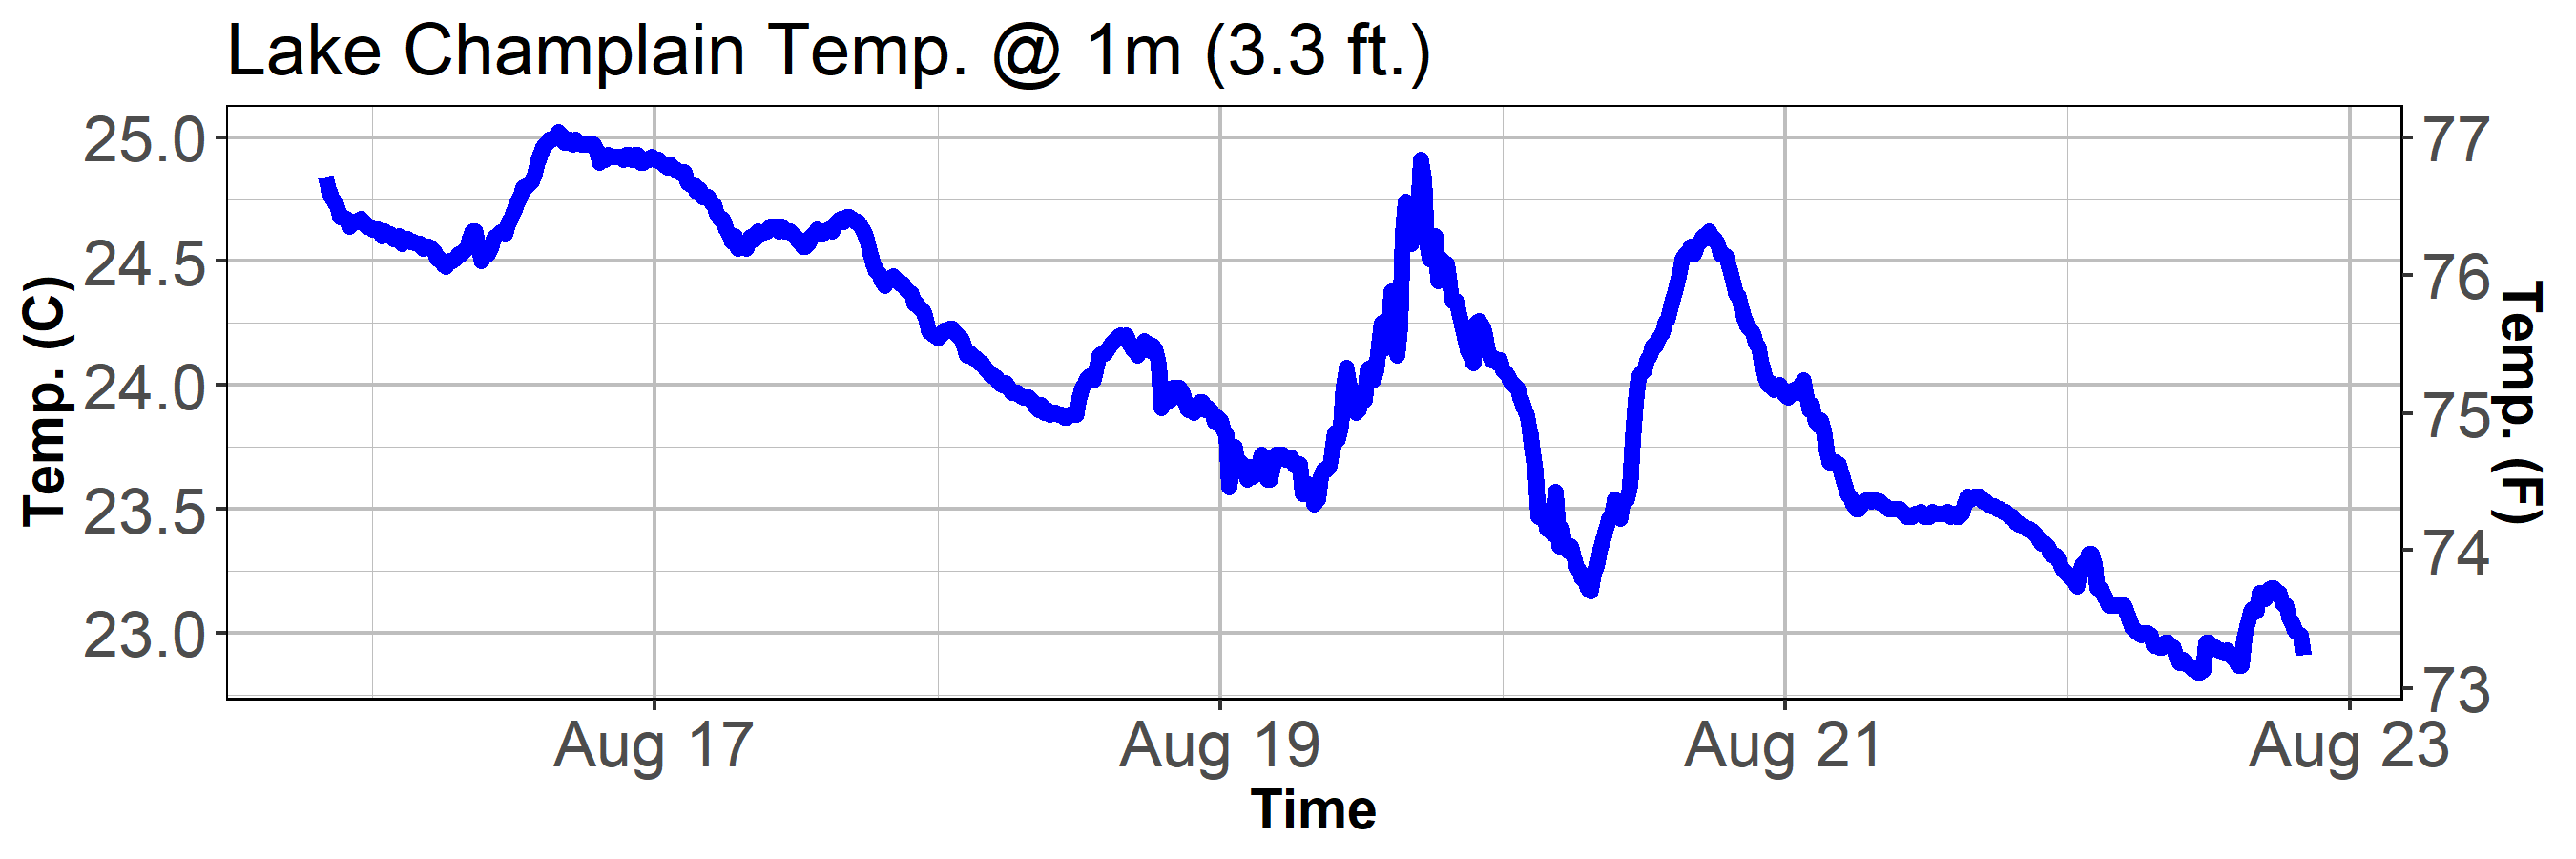 Lake Champlain Temp. @ 1m (3.3 ft.)
Temp. (C)
25.0
24.5
24.0
23.5
23.0
77
76
75
74
73
Temp. (F)
Aug 17
Aug 19
Aug 21
Aug 23
Time